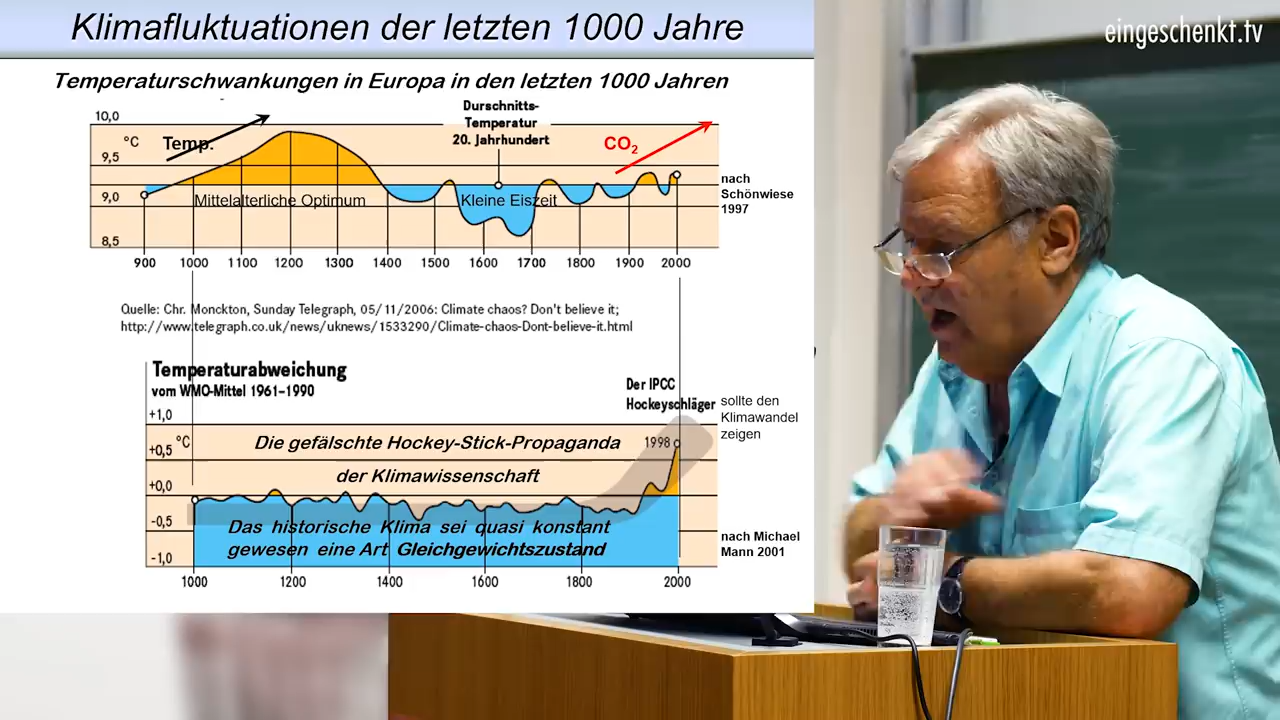 Klimafluktuationen der letzten 1000 Jahre
eingeschenkt.tv
Temperaturschwankungen in Europa in den letzten 1000 Jahren
Durschnitts-
Temperatur
20. Jahrhundert
10,0
°C
Temp.
CO₂
9,5
9,0
8,5
Mittelalterliche Optimum
Kleine Eiszeit
nach
Schönwiese
1997
900 1000 1100 1200 1300 1400 1500 1600 1700 1800 1900 2000
Quelle: Chr. Monckton, Sunday Telegraph, 05/11/2006: Climate chaos? Don't believe it;
http://www.telegraph.co.uk/news/uknews/1533290/Climate-chaos-Dont-believe-it.html
Temperaturabweichung
vom WMO-Mittel 1961–1990
Der IPCC
Hockeyschläger
sollte den
Klimawandel
zeigen
+1,0
°C
+0,5
+0,0
-0,5
-1,0
Die gefälschte Hockey-Stick-Propaganda
1998
der Klimawissenschaft
Das historische Klima sei quasi konstant
gewesen eine Art Gleichgewichtszustand
nach Michael
Mann 2001
1000 1200 1400 1600 1800 2000